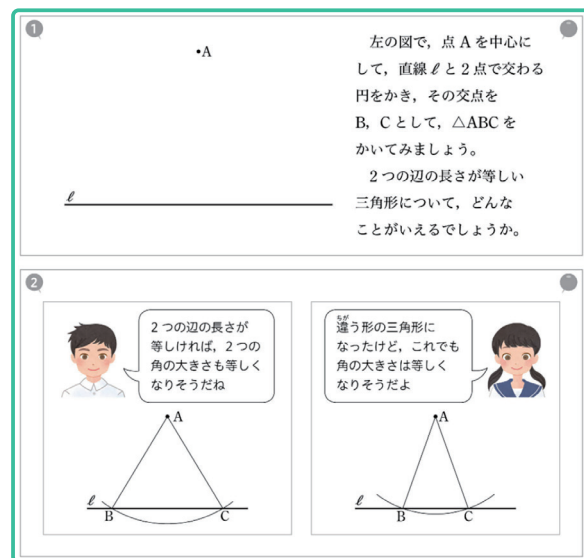 1
•A
ℓ
左の図で，点 A を中心に
して，直線 ℓ と 2 点で交わる
円をかき，その交点を
B，C として，△ABC を
かいてみましょう。
2 つの辺の長さが等しい
三角形について，どんな
ことがいえるでしょうか。
2
2 つの辺の長さが
等しければ，2 つの
角の大きさも等しく
なりそうだね
A
ℓ
B
C
ちが
違う形の三角形に
なったけど，これでも
角の大きさは等しく
なりそうだよ
A
ℓ
B
C